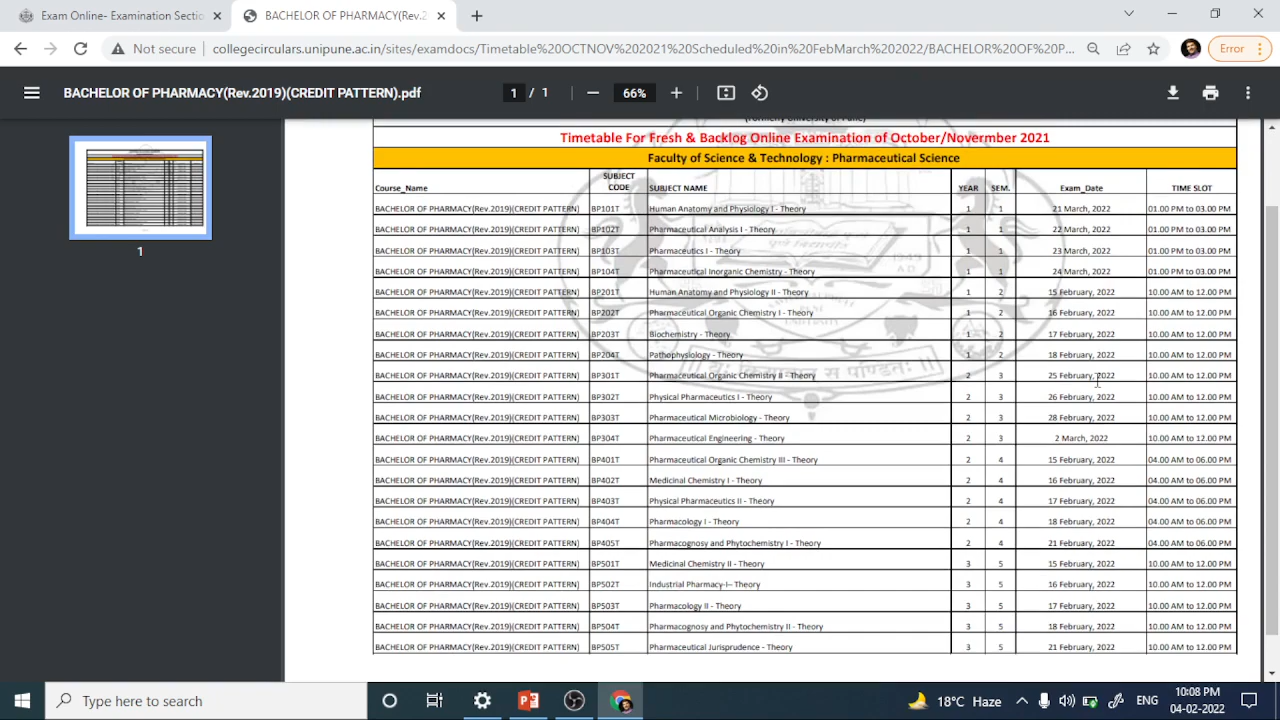 Exam Online- Examination Sectio
BACHELOR OF PHARMACY(Rev.2
Not secure
collegecirculars.unipune.ac.in/sites/examdocs/Timetable%20OCTNOV%202021%20Scheduled%20in%20FebMarch%202022/BACHELOR%20OF%20P...
Error
BACHELOR OF PHARMACY(Rev.2019)(CREDIT PATTERN).pdf
1 / 1
66%
(Formerly University of Pune)
Timetable For Fresh & Backlog Online Examination of October/Novermber 2021
Faculty of Science & Technology : Pharmaceutical Science
Course_Name SUBJECT CODE SUBJECT NAME YEAR SEM. Exam_Date TIME SLOT
BACHELOR OF PHARMACY(Rev.2019)(CREDIT PATTERN) BP101T Human Anatomy and Physiology I - Theory 1 1 21 March, 2022 01.00 PM to 03.00 PM
BACHELOR OF PHARMACY(Rev.2019)(CREDIT PATTERN) BP102T Pharmaceutical Analysis I - Theory 1 1 22 March, 2022 01.00 PM to 03.00 PM
BACHELOR OF PHARMACY(Rev.2019)(CREDIT PATTERN) BP103T Pharmaceutics I - Theory 1 1 23 March, 2022 01.00 PM to 03.00 PM
BACHELOR OF PHARMACY(Rev.2019)(CREDIT PATTERN) BP104T Pharmaceutical Inorganic Chemistry - Theory 1 1 24 March, 2022 01.00 PM to 03.00 PM
BACHELOR OF PHARMACY(Rev.2019)(CREDIT PATTERN) BP201T Human Anatomy and Physiology II - Theory 1 2 15 February, 2022 10.00 AM to 12.00 PM
BACHELOR OF PHARMACY(Rev.2019)(CREDIT PATTERN) BP202T Pharmaceutical Organic Chemistry I - Theory 1 2 16 February, 2022 10.00 AM to 12.00 PM
BACHELOR OF PHARMACY(Rev.2019)(CREDIT PATTERN) BP203T Biochemistry - Theory 1 2 17 February, 2022 10.00 AM to 12.00 PM
BACHELOR OF PHARMACY(Rev.2019)(CREDIT PATTERN) BP204T Pathophysiology - Theory 1 2 18 February, 2022 10.00 AM to 12.00 PM
BACHELOR OF PHARMACY(Rev.2019)(CREDIT PATTERN) BP301T Pharmaceutical Organic Chemistry II - Theory 2 3 25 February, 2022 10.00 AM to 12.00 PM
BACHELOR OF PHARMACY(Rev.2019)(CREDIT PATTERN) BP302T Physical Pharmaceutics I - Theory 2 3 26 February, 2022 10.00 AM to 12.00 PM
BACHELOR OF PHARMACY(Rev.2019)(CREDIT PATTERN) BP303T Pharmaceutical Microbiology - Theory 2 3 28 February, 2022 10.00 AM to 12.00 PM
BACHELOR OF PHARMACY(Rev.2019)(CREDIT PATTERN) BP304T Pharmaceutical Engineering - Theory 2 3 2 March, 2022 10.00 AM to 12.00 PM
BACHELOR OF PHARMACY(Rev.2019)(CREDIT PATTERN) BP401T Pharmaceutical Organic Chemistry III - Theory 2 4 15 February, 2022 04.00 AM to 06.00 PM
BACHELOR OF PHARMACY(Rev.2019)(CREDIT PATTERN) BP402T Medicinal Chemistry I - Theory 2 4 16 February, 2022 04.00 AM to 06.00 PM
BACHELOR OF PHARMACY(Rev.2019)(CREDIT PATTERN) BP403T Physical Pharmaceutics II - Theory 2 4 17 February, 2022 04.00 AM to 06.00 PM
BACHELOR OF PHARMACY(Rev.2019)(CREDIT PATTERN) BP404T Pharmacology I - Theory 2 4 18 February, 2022 04.00 AM to 06.00 PM
BACHELOR OF PHARMACY(Rev.2019)(CREDIT PATTERN) BP405T Pharmacognosy and Phytochemistry I - Theory 2 4 21 February, 2022 04.00 AM to 06.00 PM
BACHELOR OF PHARMACY(Rev.2019)(CREDIT PATTERN) BP501T Medicinal Chemistry II - Theory 3 5 15 February, 2022 10.00 AM to 12.00 PM
BACHELOR OF PHARMACY(Rev.2019)(CREDIT PATTERN) BP502T Industrial Pharmacy-I– Theory 3 5 16 February, 2022 10.00 AM to 12.00 PM
BACHELOR OF PHARMACY(Rev.2019)(CREDIT PATTERN) BP503T Pharmacology II - Theory 3 5 17 February, 2022 10.00 AM to 12.00 PM
BACHELOR OF PHARMACY(Rev.2019)(CREDIT PATTERN) BP504T Pharmacognosy and Phytochemistry II - Theory 3 5 18 February, 2022 10.00 AM to 12.00 PM
BACHELOR OF PHARMACY(Rev.2019)(CREDIT PATTERN) BP505T Pharmaceutical Jurisprudence - Theory 3 5 21 February, 2022 10.00 AM to 12.00 PM
1
Type here to search
18°C Haze
ENG
10:08 PM
04-02-2022